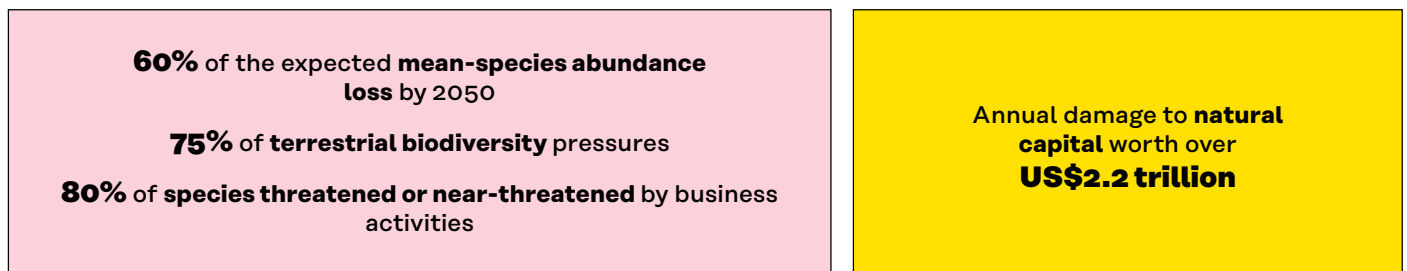 60% of the expected mean-species abundance
loss by 2050
75% of terrestrial biodiversity pressures
80% of species threatened or near-threatened by business
activities
Annual damage to natural
capital worth over
US$2.2 trillion